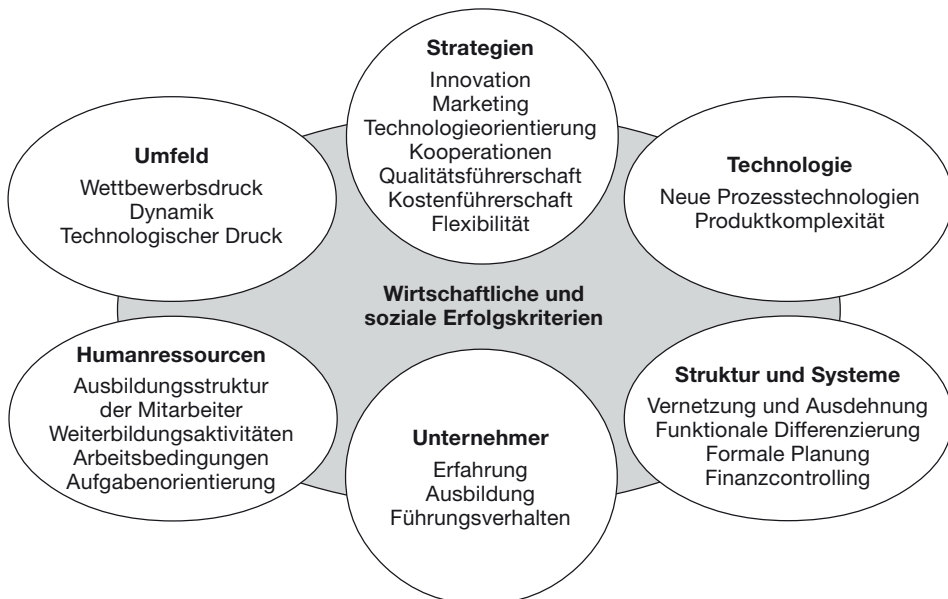 Strategien
Innovation
Marketing
Technologieorientierung
Kooperationen
Qualitätsführerschaft
Kostenführerschaft
Flexibilität
Umfeld
Wettbewerbsdruck
Dynamik
Technologischer Druck
Technologie
Neue Prozesstechnologien
Produktkomplexität
Wirtschaftliche und
soziale Erfolgskriterien
Humanressourcen
Ausbildungsstruktur
der Mitarbeiter
Weiterbildungsaktivitäten
Arbeitsbedingungen
Aufgabenorientierung
Unternehmer
Erfahrung
Ausbildung
Führungsverhalten
Struktur und Systeme
Vernetzung und Ausdehnung
Funktionale Differenzierung
Formale Planung
Finanzcontrolling